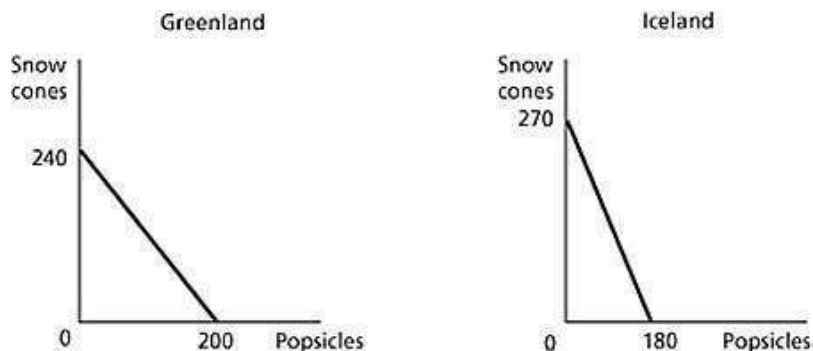 Greenland
Snow
cones
240
0
200
Popsicles
Iceland
Snow
cones
270
0
180
Popsicles